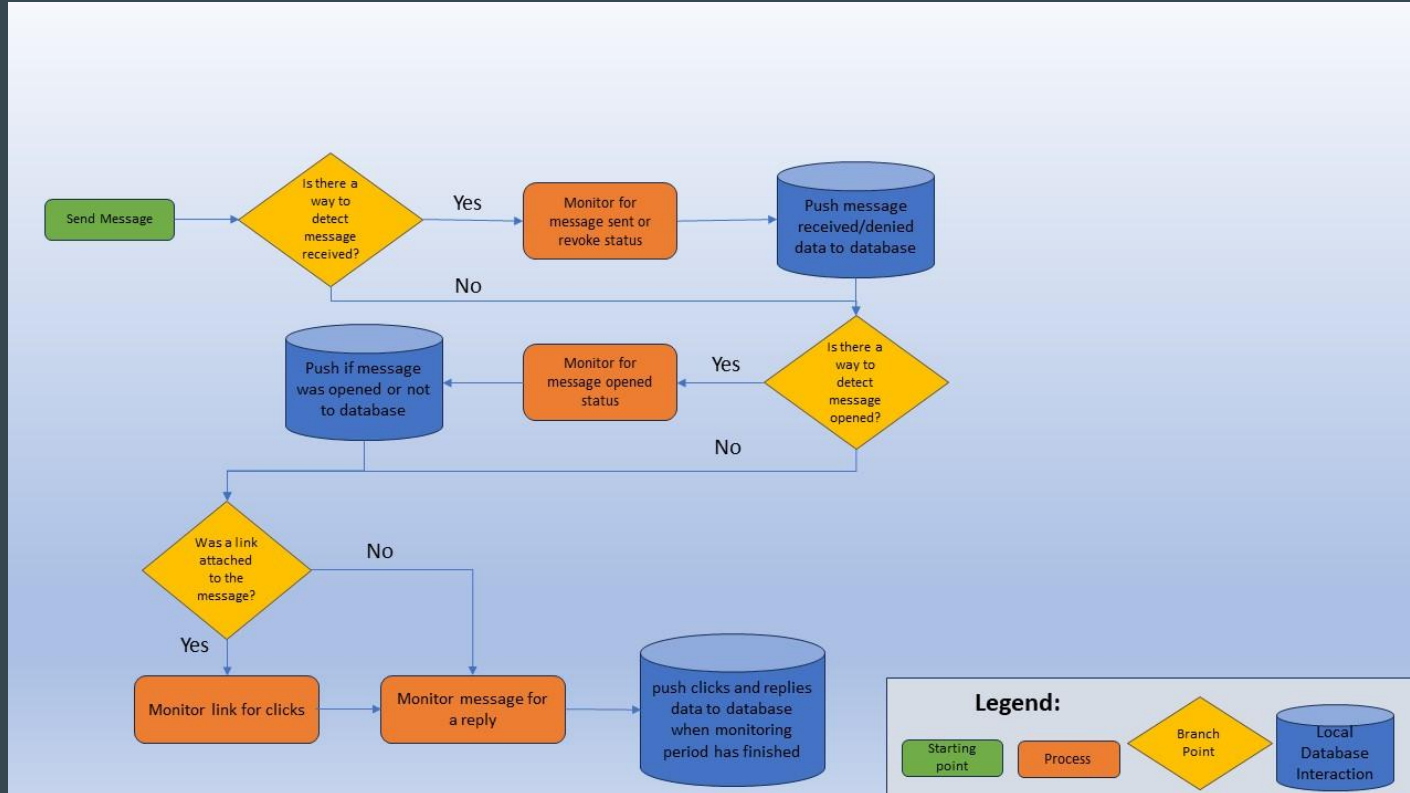 Send Message
Is there a
way to
detect
message
received?
Yes
Monitor for
message sent or
revoke status
Push message
received/denied
data to database
No
Push if message
was opened or not
to database
Monitor for
message opened
status
Yes
Is there a
way to
detect
message
opened?
No
Was a link
attached
to the
message?
No
Yes
Monitor link for clicks
Monitor message for
a reply
push clicks and replies
data to database
when monitoring
period has finished
Legend:
Starting
point
Process
Branch
Point
Local
Database
Interaction